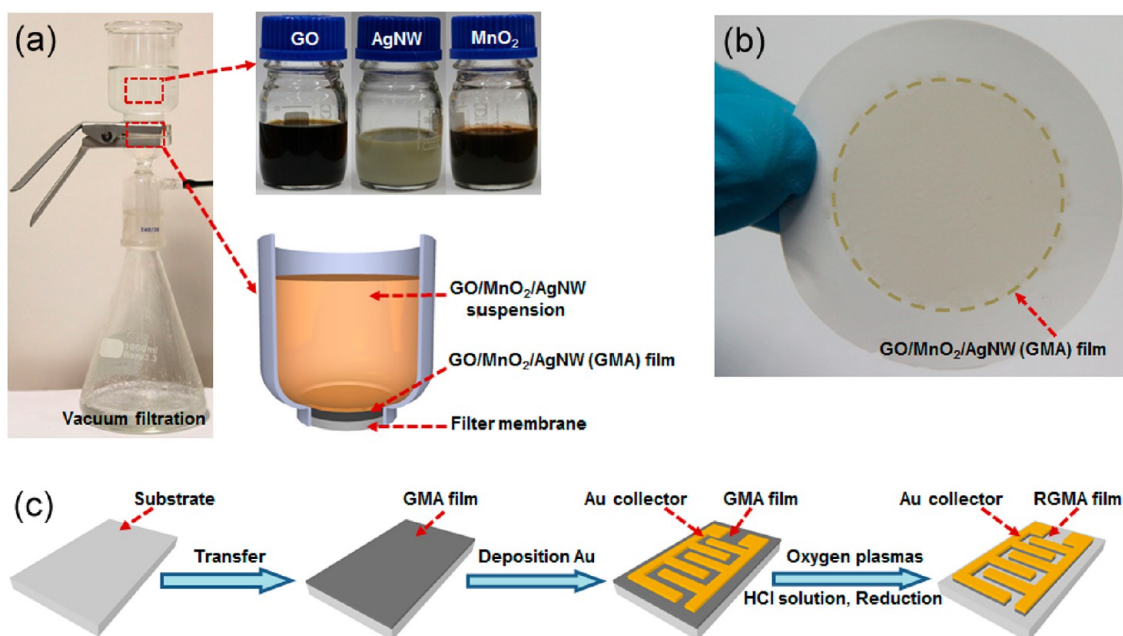 (a)
GO
AgNW
MnO₂
Vacuum filtration
GO/MnO₂/AgNW
suspension
GO/MnO₂/AgNW (GMA) film
Filter membrane
(b)
GO/MnO₂/AgNW (GMA) film
(c)
Substrate
Transfer
GMA film
Deposition Au
Au collector
GMA film
Oxygen plasmas
HCl solution, Reduction
Au collector
RGMA film